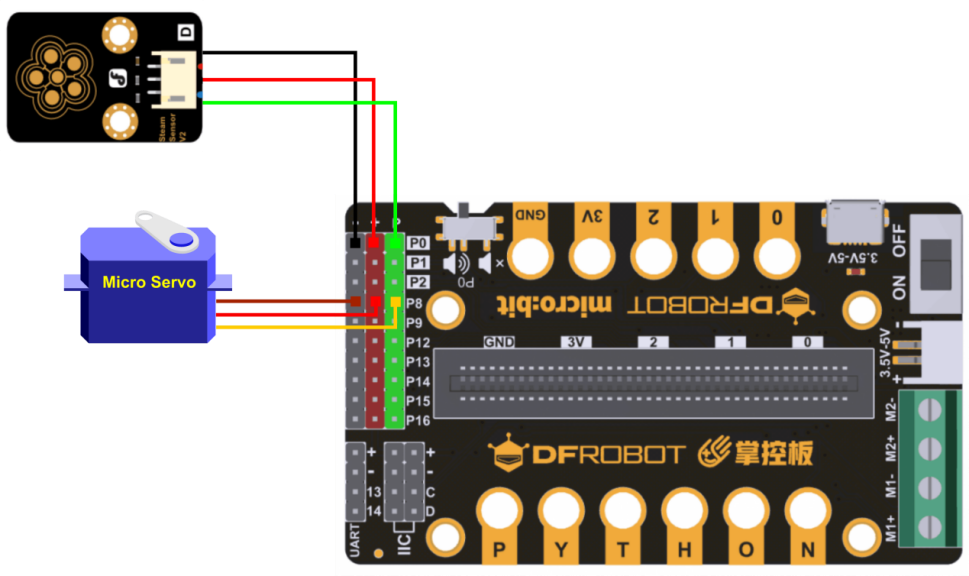 D
Steam
Sensor
V2
Micro Servo
- + P
P0
P1
P2
P8
P9
P12
P13
P14
P15
P16
P0
×
GND
3V
2
1
0
3.5V-5V
OFF
ON
micro:bit
DFROBOT
GND
3V
2
1
0
3.5V-5V
-
+
M2-
M2+
M1-
M1+
DFROBOT
掌控板
+
-
13
14
UART
+
-
C
D
IIC
P
Y
T
H
O
N